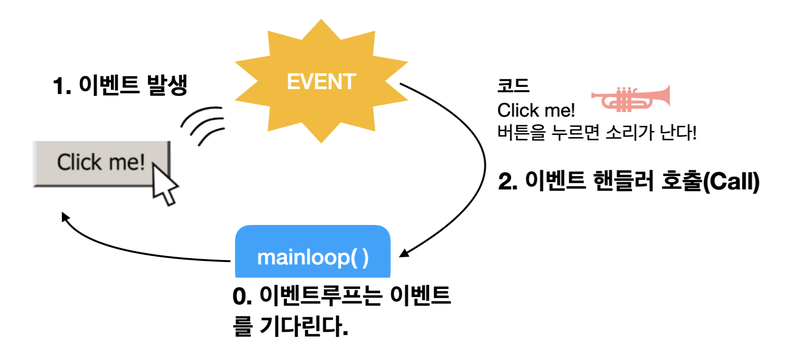 1. 이벤트 발생
EVENT
Click me!
코드
Click me!
버튼을 누르면 소리가 난다!
2. 이벤트 핸들러 호출(Call)
mainloop( )
0. 이벤트루프는 이벤트
를 기다린다.